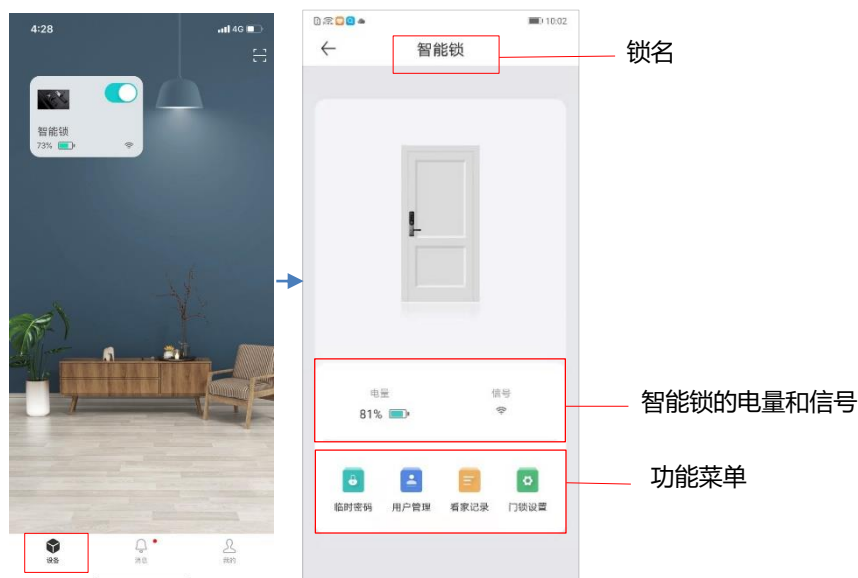 4:28
4G
智能锁
73%
设备
消息
我的
10:02
智能锁
电量
信号
81%
临时密码
用户管理
看家记录
门锁设置
锁名
智能锁的电量和信号
功能菜单